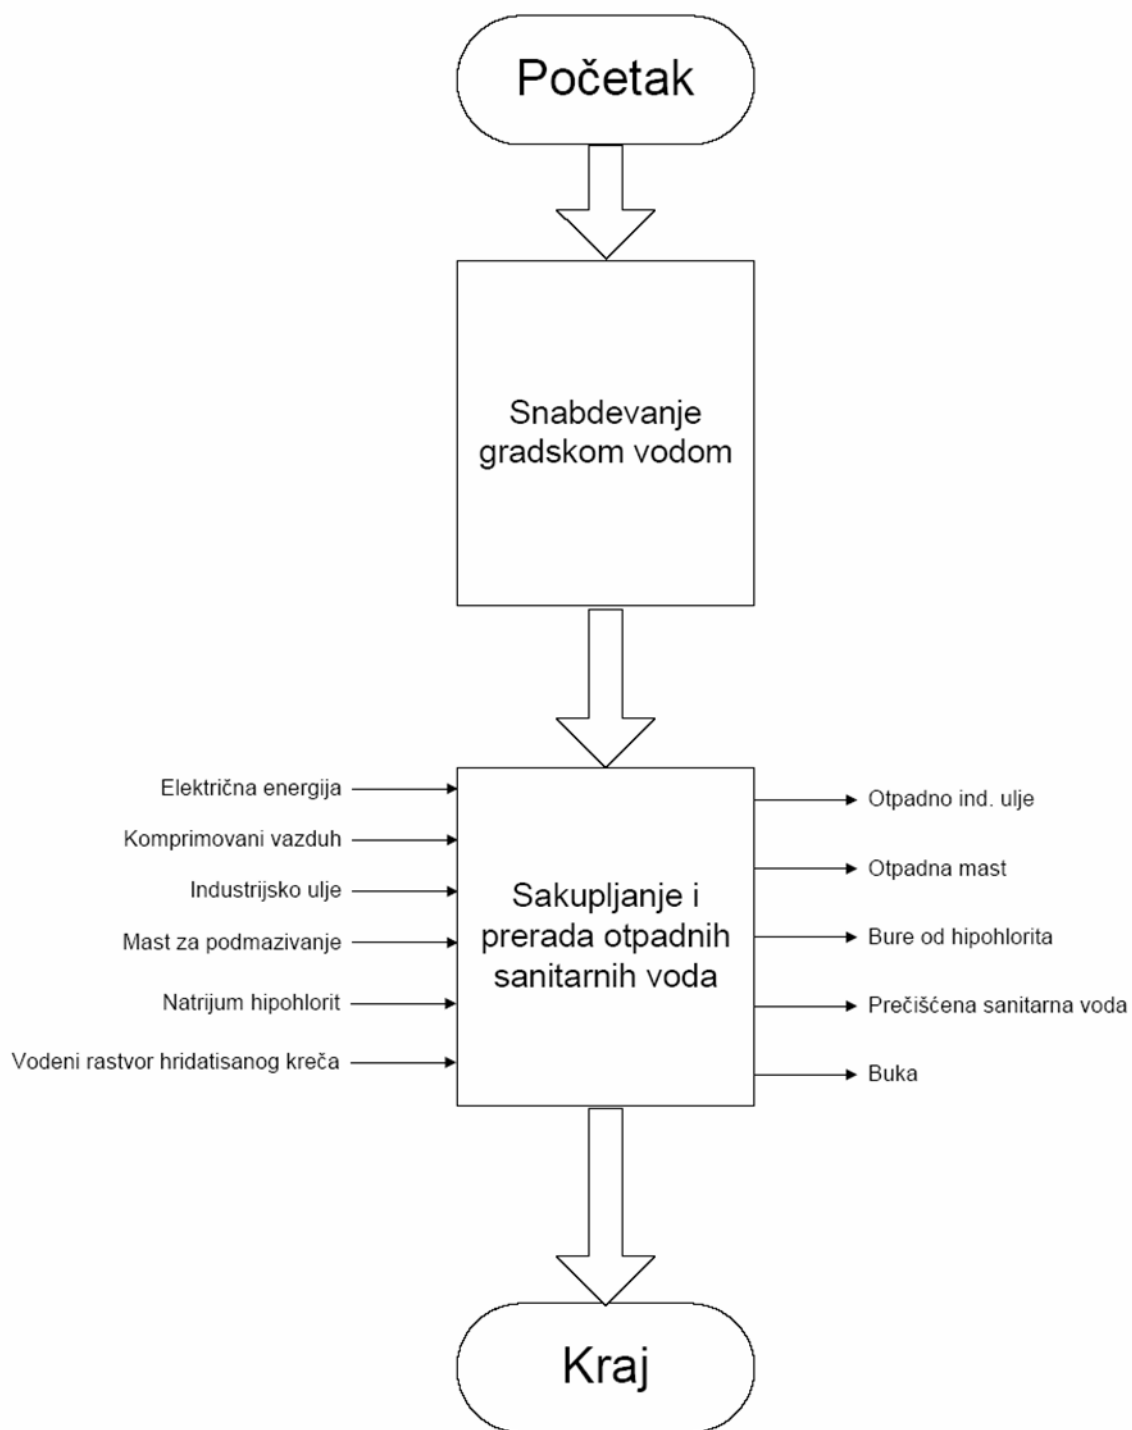 Početak
Snabdevanje
gradskom vodom
Električna energija
Komprimovani vazduh
Industrijsko ulje
Mast za podmazivanje
Natrijum hipohlorit
Vodeni rastvor hridatisanog kreča
Sakupljanje i
prerada otpadnih
sanitarnih voda
Otpadno ind. ulje
Otpadna mast
Bure od hipohlorita
Prečišćena sanitarna voda
Buka
Kraj